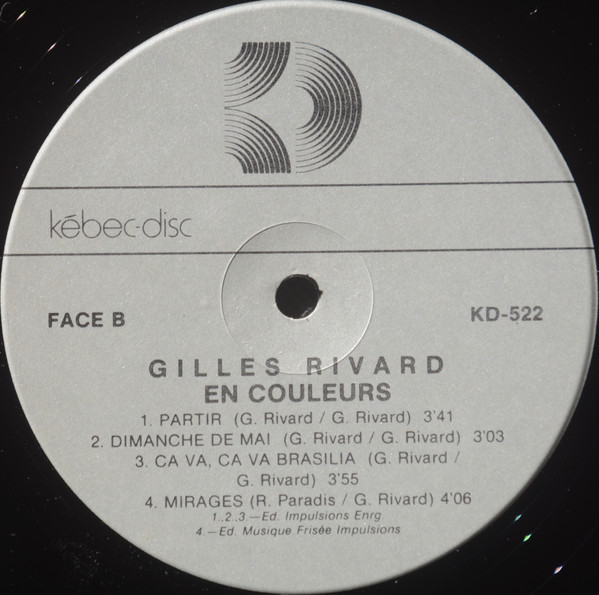 kébec-disc
FACE B
KD-522
GILLES RIVARD
EN COULEURS
1. PARTIR (G. Rivard / G. Rivard) 3'41
2. DIMANCHE DE MAI (G. Rivard / G. Rivard) 3'03
3. CA VA, CA VA BRASILIA (G. Rivard /
G. Rivard) 3'55
4. MIRAGES (R. Paradis / G. Rivard) 4'06
1..2..3.—Ed. Impulsions Enrg
4.—Ed. Musique Frisée Impulsions